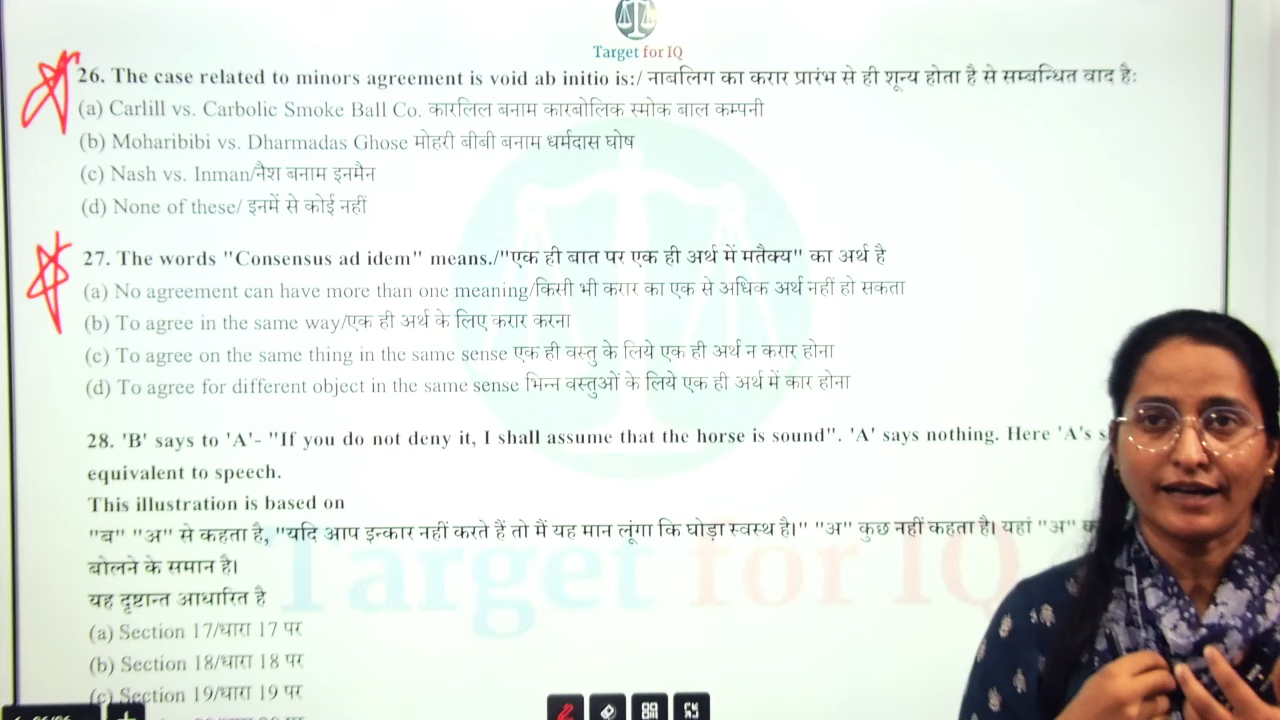 Target for IQ
26. The case related to minors agreement is void ab initio is:/ नाबलिग का करार प्रारंभ से ही शून्य होता है से सम्बन्धित वाद है:
(a) Carlill vs. Carbolic Smoke Ball Co. कारलिल बनाम कारबोलिक स्मोक बाल कम्पनी
(b) Moharibibi vs. Dharmadas Ghose मोहरी बीबी बनाम धर्मदास घोष
(c) Nash vs. Inman/नैश बनाम इनमैन
(d) None of these/ इनमें से कोई नहीं
27. The words "Consensus ad idem" means./"एक ही बात पर एक ही अर्थ में मतैक्य" का अर्थ है
(a) No agreement can have more than one meaning/किसी भी करार का एक से अधिक अर्थ नहीं हो सकता
(b) To agree in the same way/एक ही अर्थ के लिए करार करना
(c) To agree on the same thing in the same sense एक ही वस्तु के लिये एक ही अर्थ न करार होना
(d) To agree for different object in the same sense भिन्न वस्तुओं के लिये एक ही अर्थ में कार होना
28. 'B' says to 'A'- "If you do not deny it, I shall assume that the horse is sound". 'A' says nothing. Here 'A's
equivalent to speech.
This illustration is based on
"ब" "अ" से कहता है, "यदि आप इन्कार नहीं करते हैं तो मैं यह मान लूंगा कि घोड़ा स्वस्थ है।" "अ" कुछ नहीं कहता है। यहां "अ"
बोलने के समान है।
यह दृष्टान्त आधारित है
Target for IQ
(a) Section 17/धारा 17 पर
(b) Section 18/धारा 18 पर
(c) Section 19/धारा 19 पर